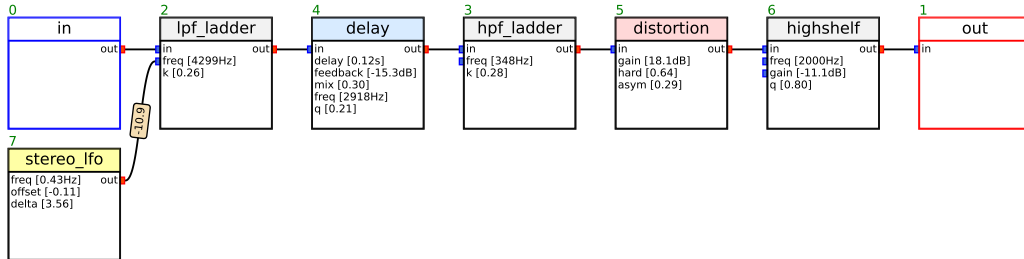 0
in
out
2
lpf_ladder
in
out
freq [4299Hz]
k [0.26]
4
delay
in
out
delay [0.12s]
feedback [-15.3dB]
mix [0.30]
freq [2918Hz]
q [0.21]
3
hpf_ladder
in
out
freq [348Hz]
k [0.28]
5
distortion
in
out
gain [18.1dB]
hard [0.64]
asym [0.29]
6
highshelf
in
out
freq [2000Hz]
gain [-11.1dB]
q [0.80]
1
out
in
-10.9
7
stereo_lfo
freq [0.43Hz]
out
offset [-0.11]
delta [3.56]